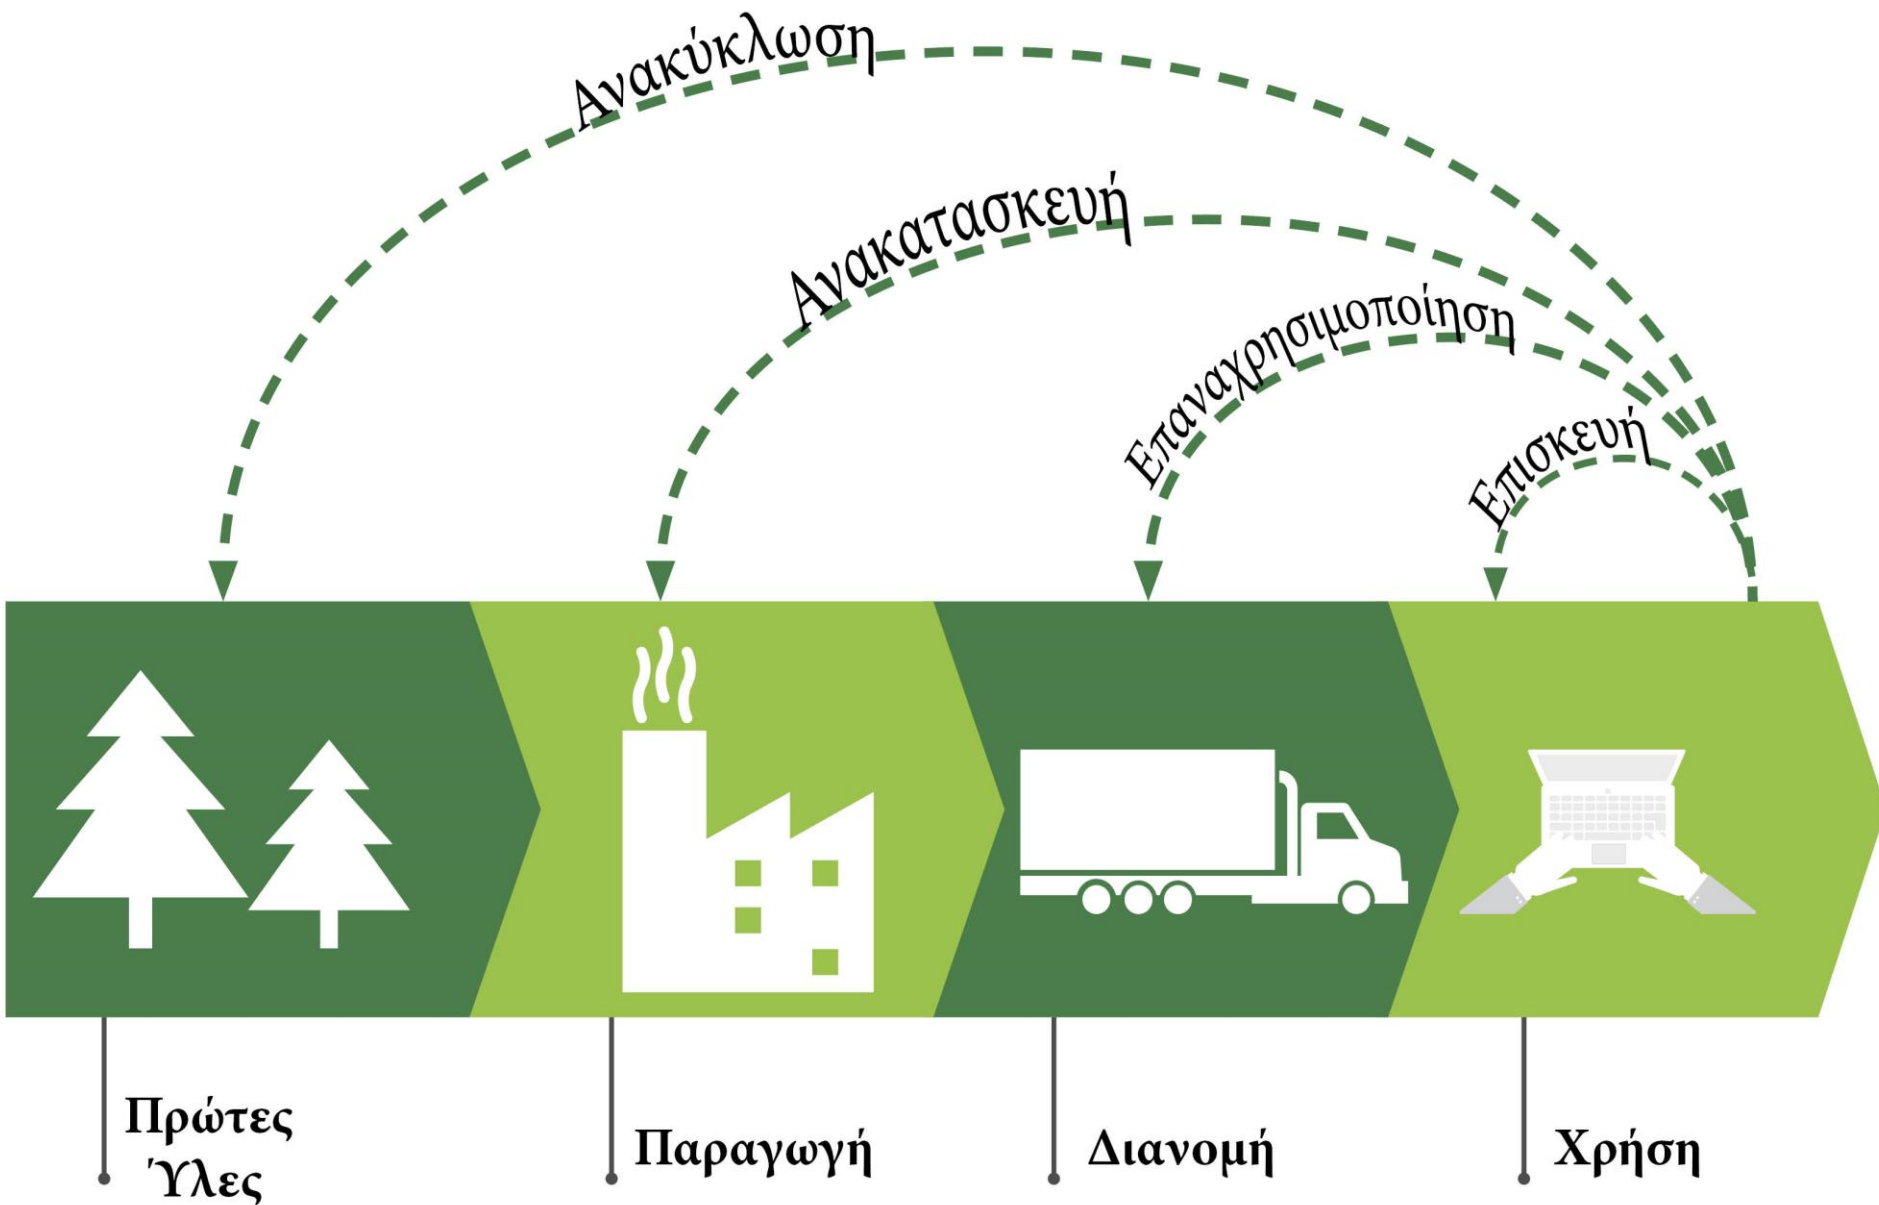 Ανακύκλωση
Ανακατασκευή
Επαναχρησιμοποίηση
Επισκευή
Πρώτες
Ύλες
Παραγωγή
Διανομή
Χρήση